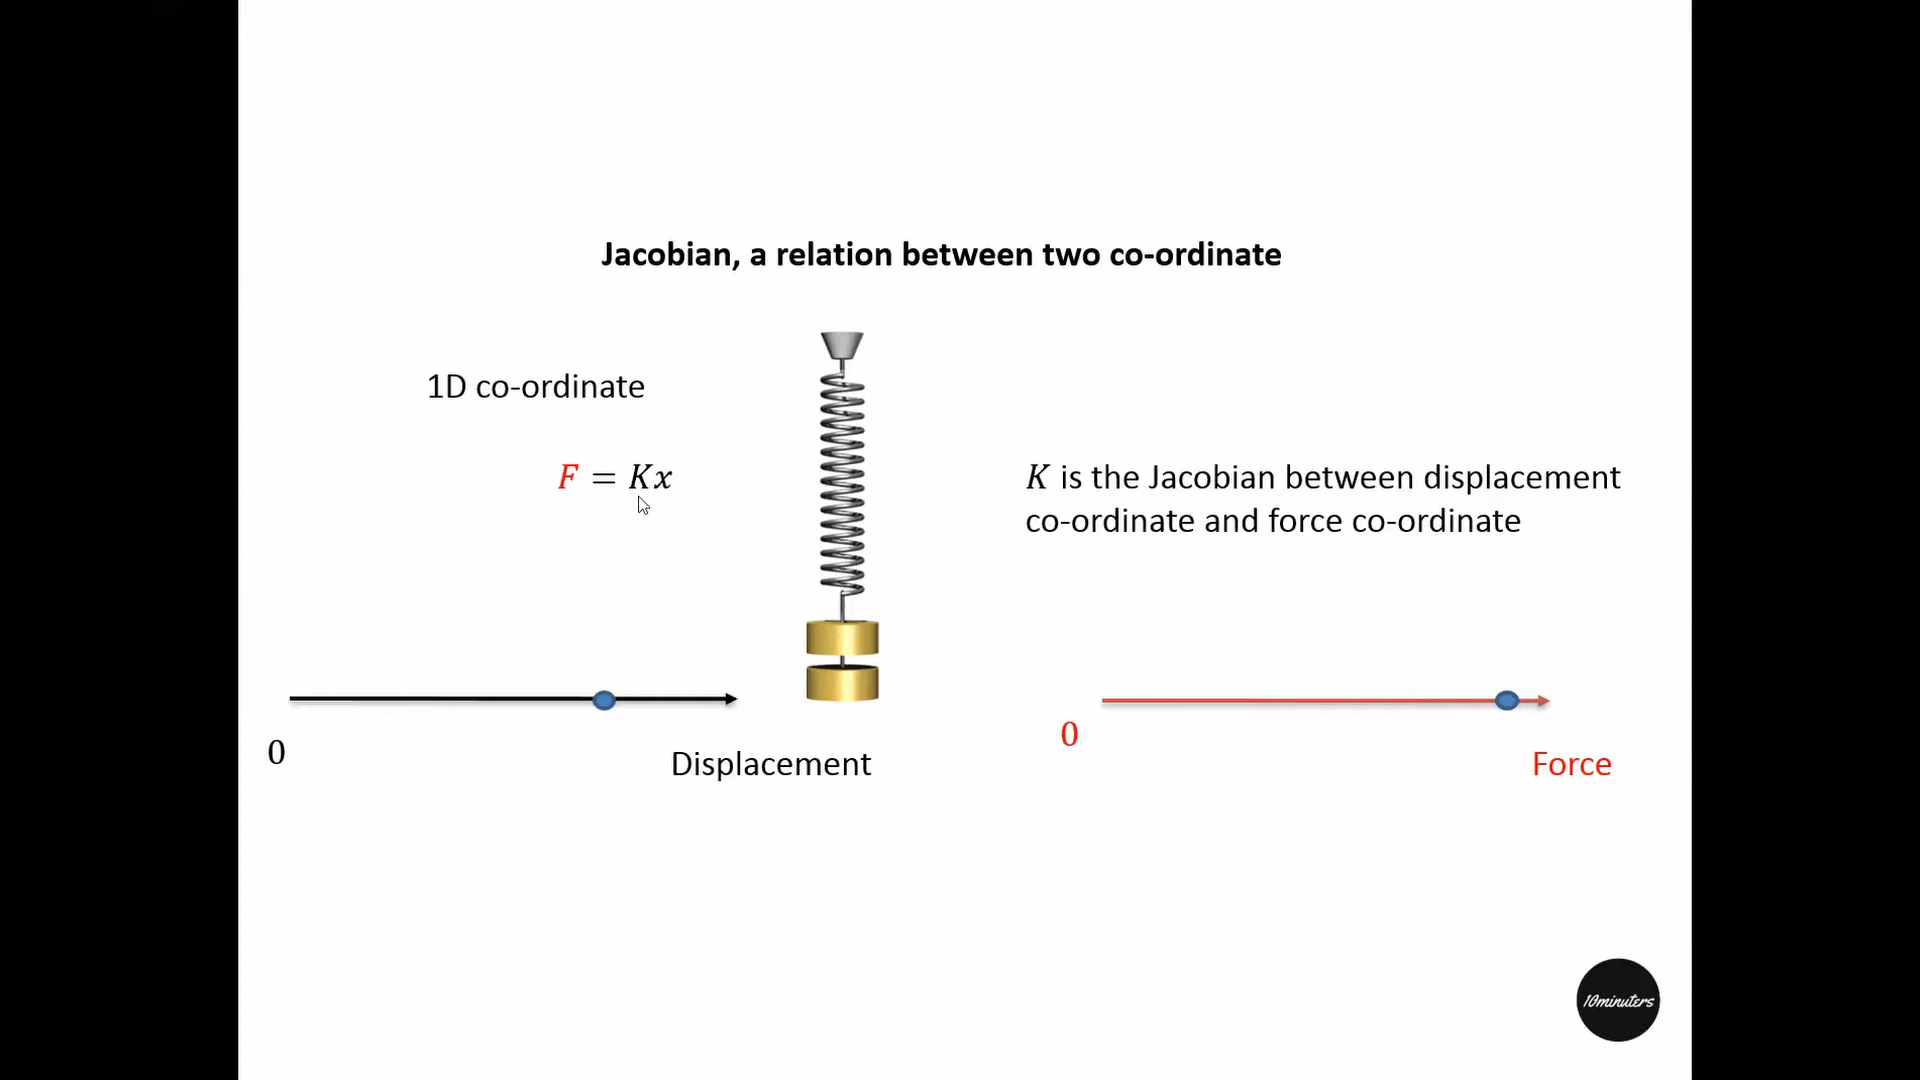 Jacobian, a relation between two co-ordinate
1D co-ordinate
F = Kx
K is the Jacobian between displacement
co-ordinate and force co-ordinate
0
Displacement
0
Force
10minuters